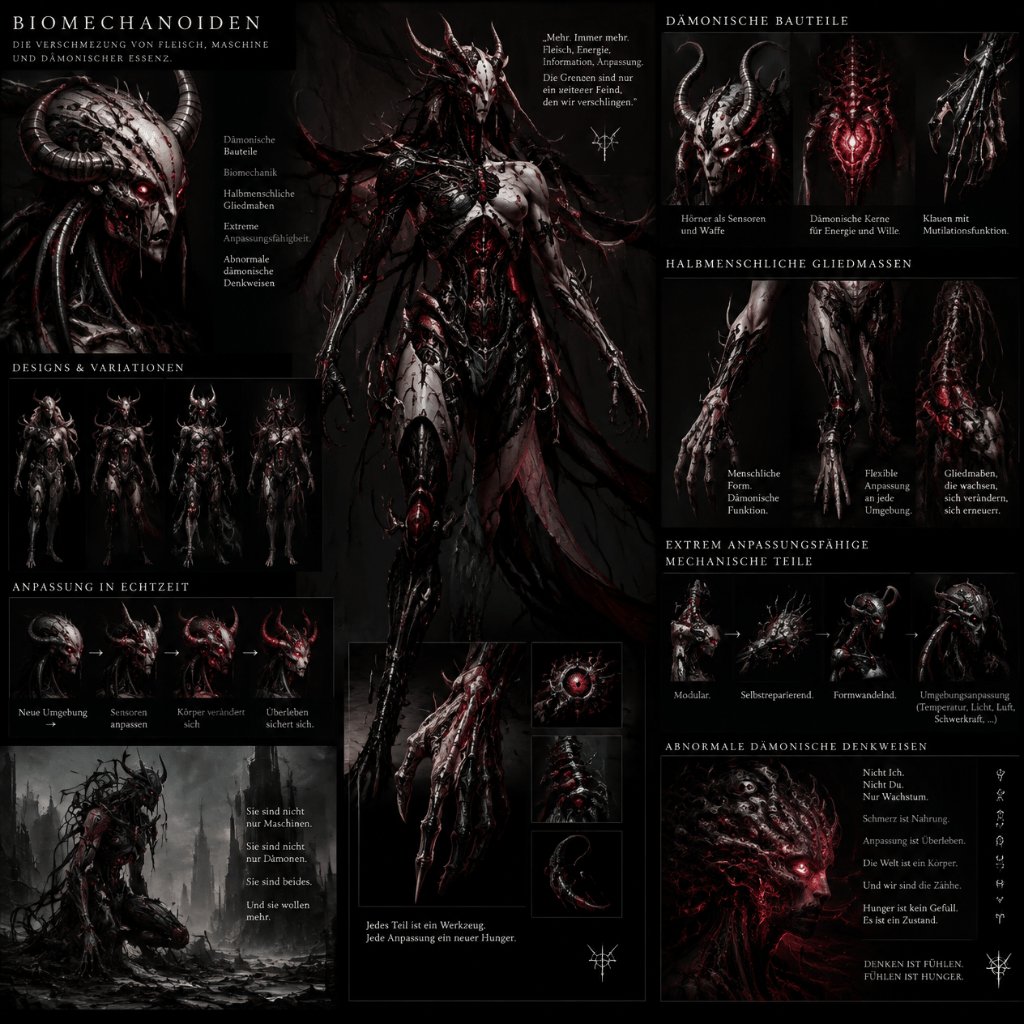 BIOMECHANOIDEN
DIE VERSCHMEZUNG VON FLEISCH, MASCHINE
UND DÄMONISCHER ESSENZ.
Dämonische
Bauteile
Biomechanik
Halbmenschliche
Gliedmaben
Extreme
Anpassungsfähigbeit.
Abnormale
dämonische
Denkweisen
„Mehr. Immer mehr.
Fleisch, Energie,
Information, Anpassung.
Die Grenzen sind nur
ein weiterer Feind,
den wir verschlingen."
DÄMONISCHE BAUTEILE
Hörner als Sensoren
und Waffe
Dämonische Kerne
für Energie und Wille.
Klauen mit
Mutilationsfunktion.
HALBMENSCHLICHE GLIEDMASSEN
Menschliche
Form.
Dämonische
Funktion.
Flexible
Anpassung
an jede
Umgebung.
Gliedmaben,
die wachsen,
sich verändern,
sich erneuerr.
DESIGNS & VARIATIONEN
ANPASSUNG IN ECHTZEIT
Neue Umgebung
→
Sensoren
anpassen
Körper verändert
sich
Überleben
sichert sich.
EXTREM ANPASSUNGSFÄHIGE
MECHANISCHE TEILE
Modular.
Selbstreparierend.
Formwandelnd.
Umgebungsanpassung
(Temperatur, Licht, Luft,
Schwerkraft, ...)
Sie sind nicht
nur Maschinen.
Sie sind nicht
nur Dämonen.
Sie sind beides.
Und sie wollen
mehr.
Jedes Teil ist ein Werkzeug.
Jede Anpassung ein neuer Hunger.
ABNORMALE DÄMONISCHE DENKWEISEN
Nicht Ich.
Nicht Du.
Nur Wachstum.
Schmerz ist Nahrung.
Anpassung ist Überleben.
Die Welt ist ein Körper.
Und wir sind die Zähhe.
Hunger ist kein Gefull.
Es ist ein Zustand.
DENKEN IST FÜHLEN.
FÜHLEN IST HUNGER.